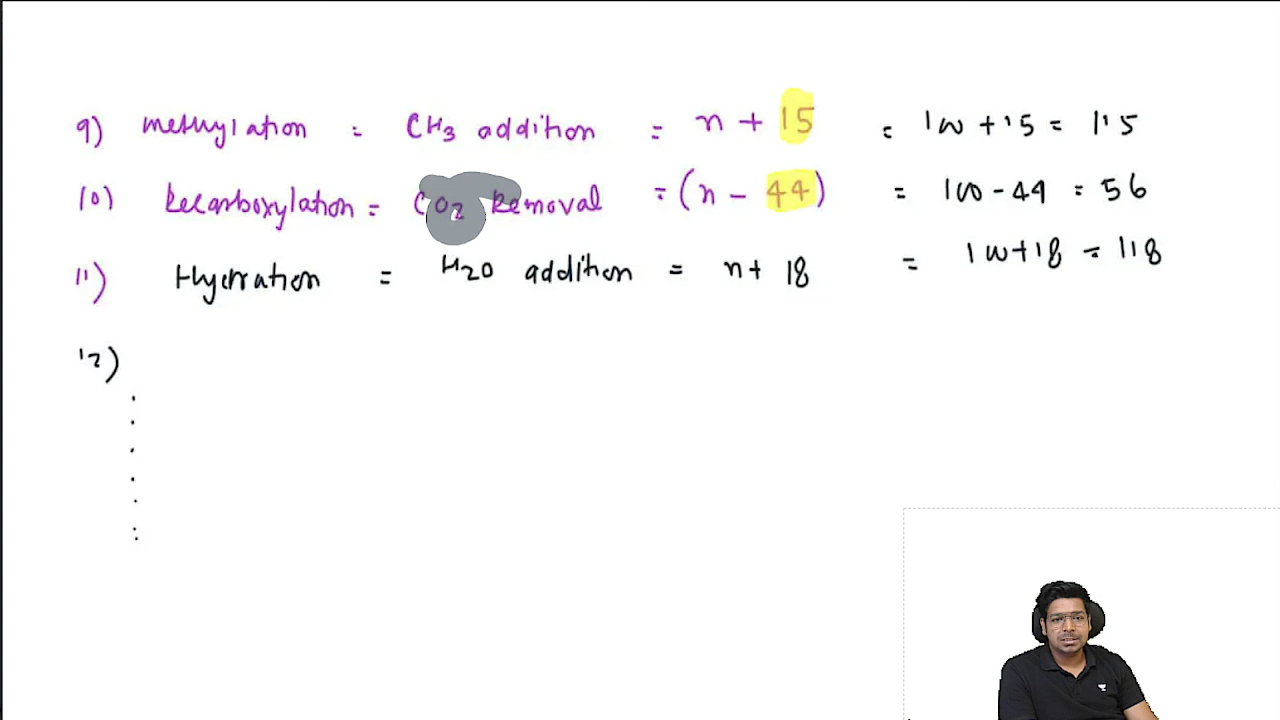 9) methylation = CH3 addition = n + 15 = 100 + 15 = 115
10) Decarboxylation = CO2 Removal = (n - 44) = 100 - 44 = 56
11) Hydration = H2O addition = n + 18 = 100 + 18 = 118
12)